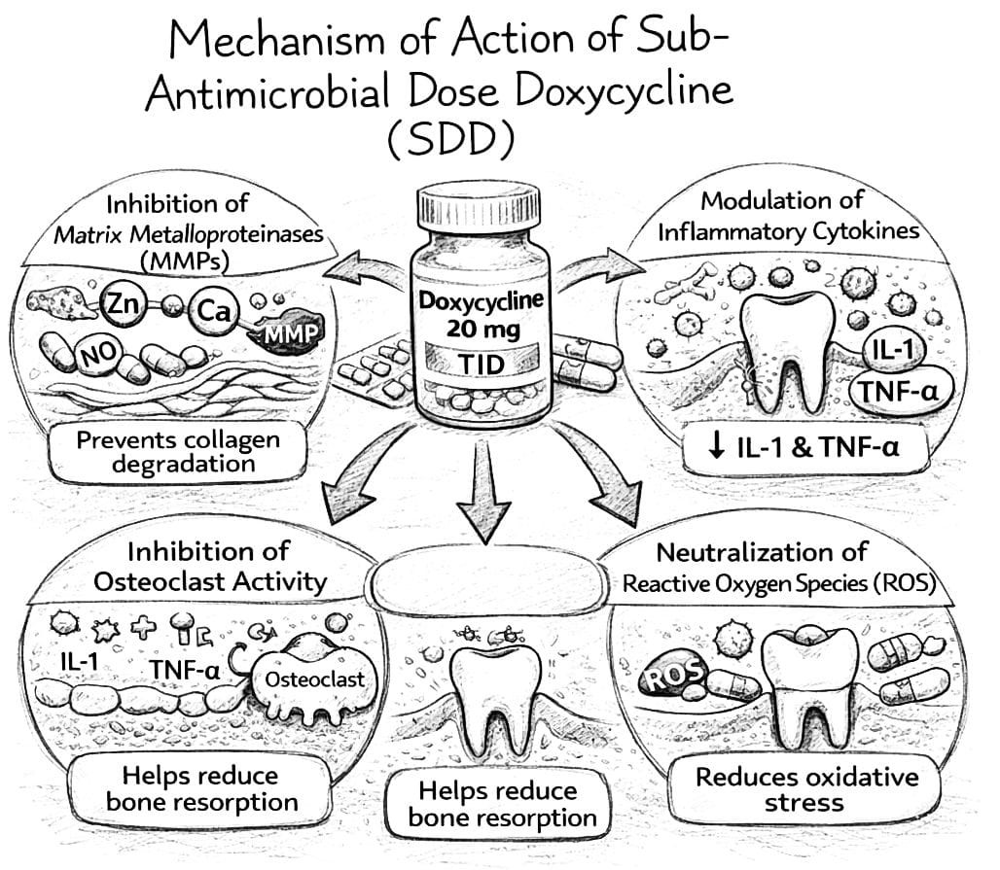 Mechanism of Action of Sub-
Antimicrobial Dose Doxycycline
(SDD)
Inhibition of
Matrix Metalloproteinases
(MMPs)
Zn
Ca
MMP
NO
Prevents collagen
degradation
Doxycycline
20 mg
TID
Modulation of
Inflammatory Cytokines
IL-1
TNF-α
↓ IL-1 & TNF-α
Inhibition of
Osteoclast Activity
IL-1
TNF-α
Osteoclast
Helps reduce
bone resorption
Helps reduce
bone resorption
Neutralization of
Reactive Oxygen Species (ROS)
ROS
Reduces oxidative
stress